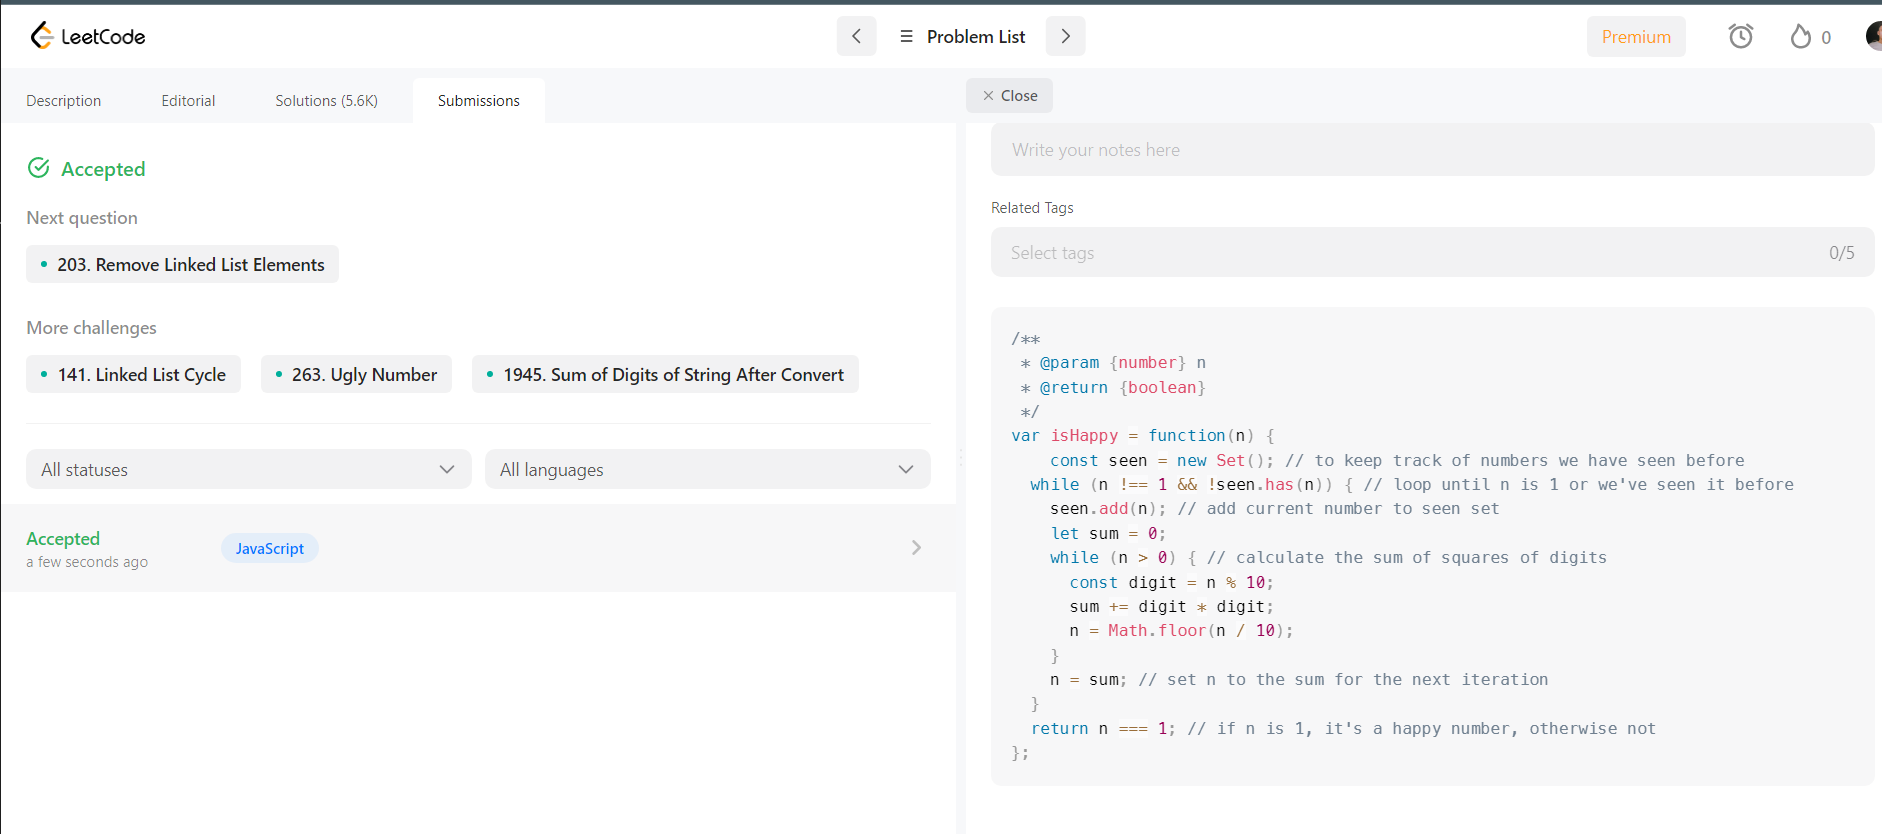 LeetCode
Problem List
Premium
0
Description
Editorial
Solutions (5.6K)
Submissions
Close
Accepted
Next question
203. Remove Linked List Elements
More challenges
141. Linked List Cycle
263. Ugly Number
1945. Sum of Digits of String After Convert
All statuses
All languages
Accepted
a few seconds ago
JavaScript
Write your notes here
Related Tags
Select tags
0/5
/**
 * @param {number} n
 * @return {boolean}
 */
var isHappy = function(n) {
    const seen = new Set(); // to keep track of numbers we have seen before
  while (n !== 1 && !seen.has(n)) { // loop until n is 1 or we've seen it before
    seen.add(n); // add current number to seen set
    let sum = 0;
    while (n > 0) { // calculate the sum of squares of digits
      const digit = n % 10;
      sum += digit * digit;
      n = Math.floor(n / 10);
    }
    n = sum; // set n to the sum for the next iteration
  }
  return n === 1; // if n is 1, it's a happy number, otherwise not
};